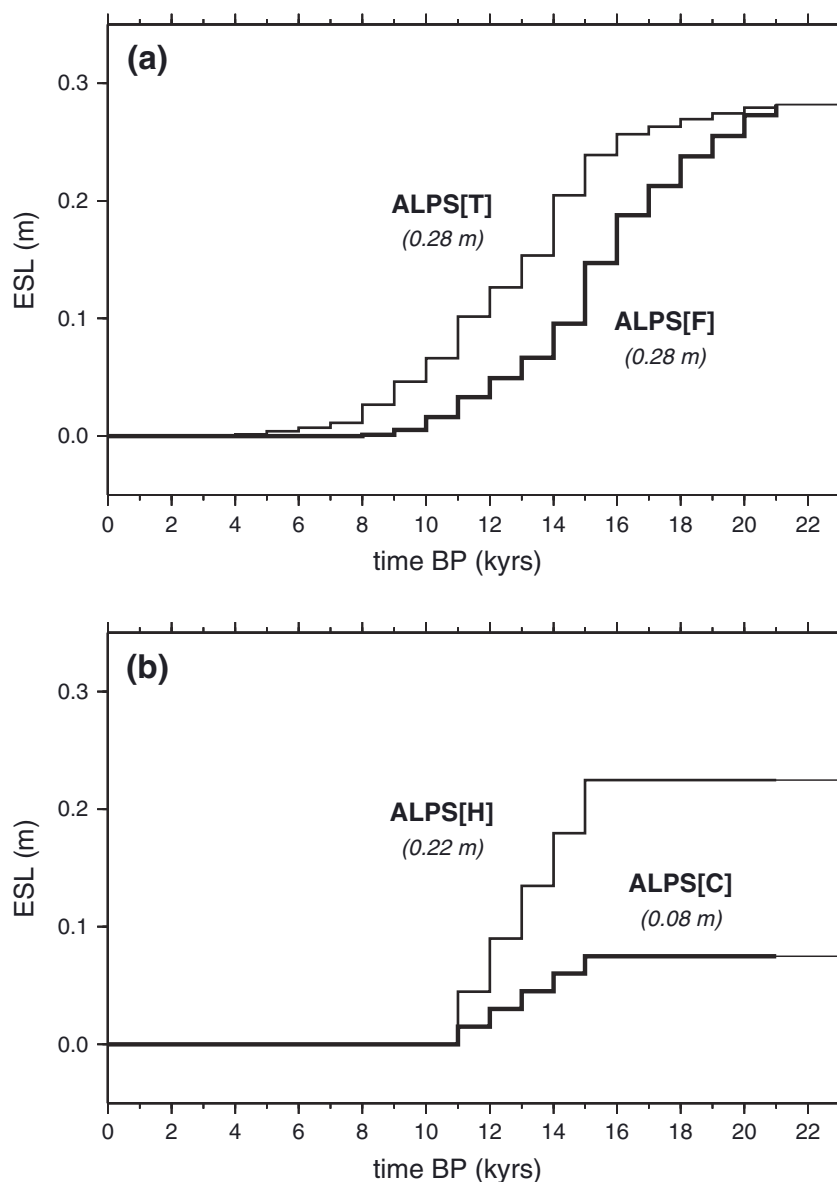 (a)
0.3
0.2
0.1
0.0
ESL (m)
ALPS[T]
(0.28 m)
ALPS[F]
(0.28 m)
0 2 4 6 8 10 12 14 16 18 20 22
time BP (kyrs)
(b)
0.3
0.2
0.1
0.0
ESL (m)
ALPS[H]
(0.22 m)
ALPS[C]
(0.08 m)
0 2 4 6 8 10 12 14 16 18 20 22
time BP (kyrs)